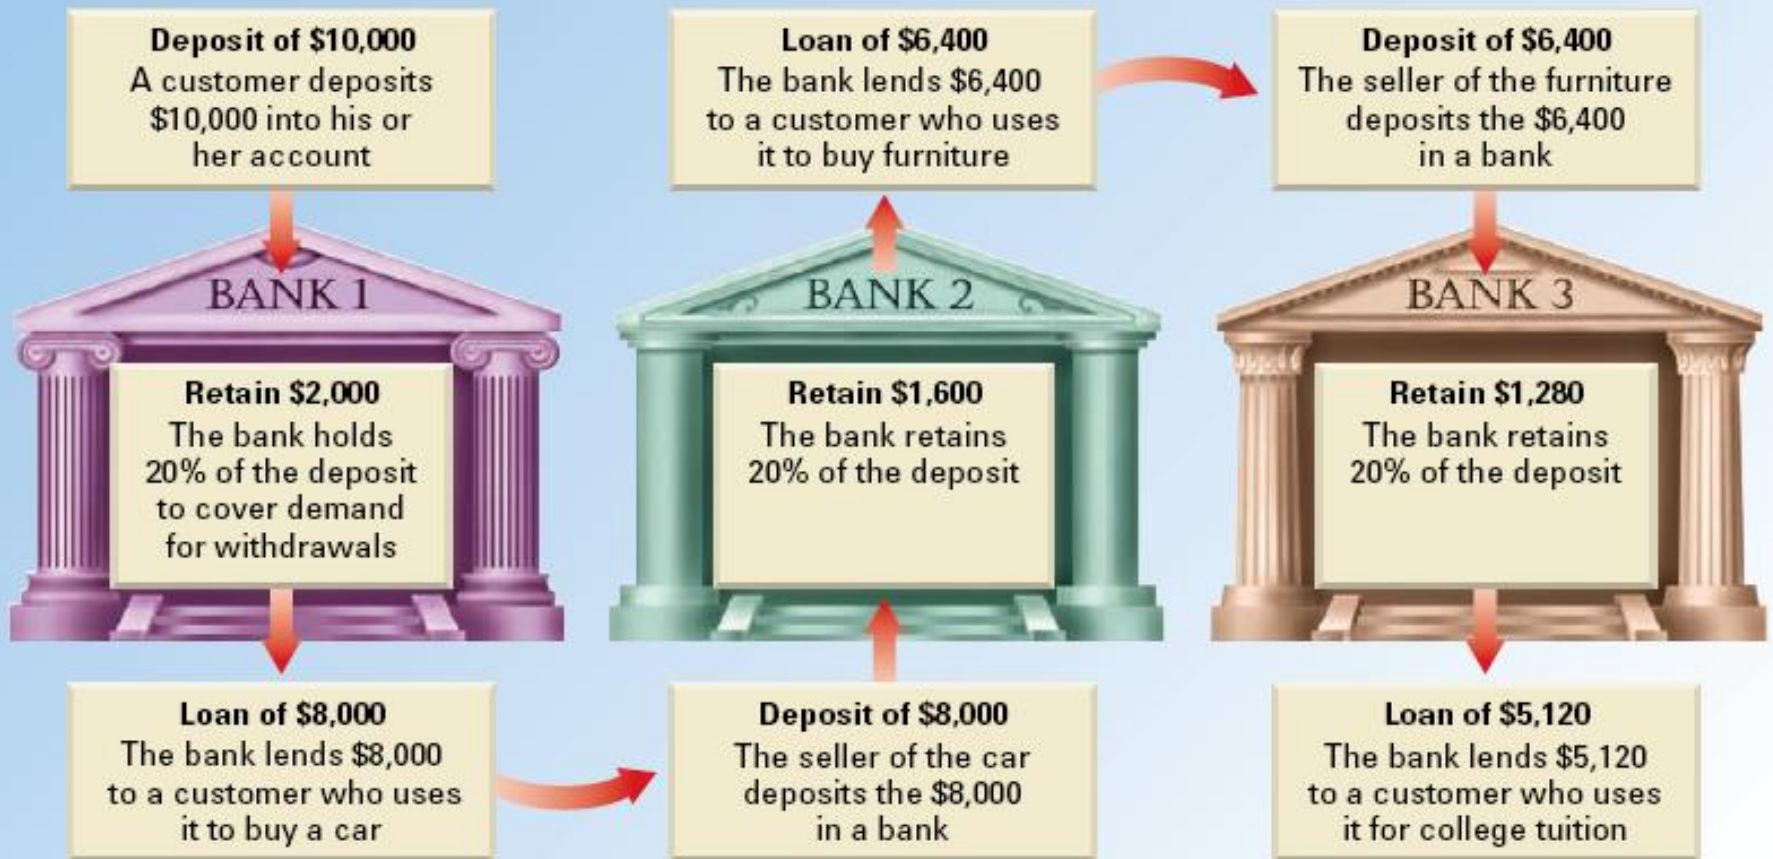 Deposit of $10,000
A customer deposits
$10,000 into his or
her account
BANK 1
Retain $2,000
The bank holds
20% of the deposit
to cover demand
for withdrawals
Loan of $8,000
The bank lends $8,000
to a customer who uses
it to buy a car
Deposit of $8,000
The seller of the car
deposits the $8,000
in a bank
BANK 2
Retain $1,600
The bank retains
20% of the deposit
Loan of $6,400
The bank lends $6,400
to a customer who uses
it to buy furniture
Deposit of $6,400
The seller of the furniture
deposits the $6,400
in a bank
BANK 3
Retain $1,280
The bank retains
20% of the deposit
Loan of $5,120
The bank lends $5,120
to a customer who uses
it for college tuition